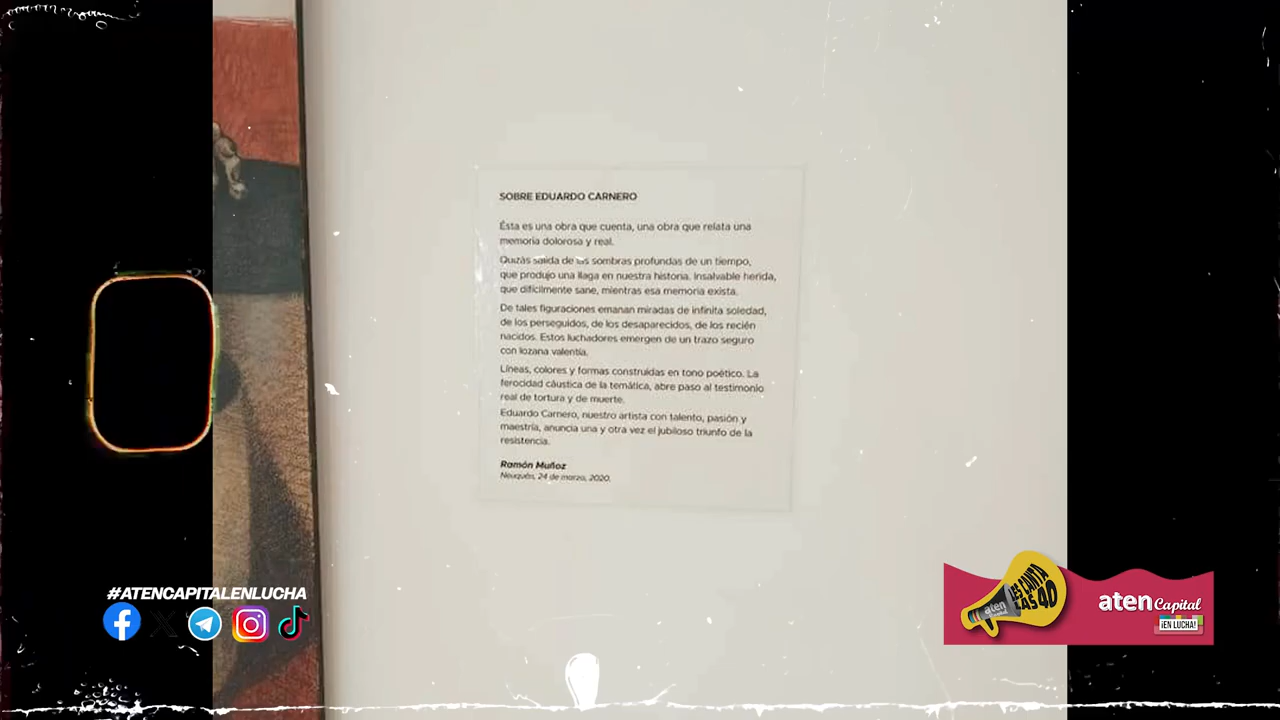 SOBRE EDUARDO CARNERO
Ésta es una obra que cuenta, una obra que relata una
memoria dolorosa y real.
Quizás salida de las sombras profundas de un tiempo,
que produjo una llaga en nuestra historia. Insalvable herida,
que difícilmente sane, mientras esa memoria exista.
De tales figuraciones emanan miradas de infinita soledad,
de los perseguidos, de los desaparecidos, de los recién
nacidos. Estos luchadores emergen de un trazo seguro
con lozana valentía.
Líneas, colores y formas construidas en tono poético. La
ferocidad cáustica de la temática, abre paso al testimonio
real de tortura y de muerte.
Eduardo Carnero, nuestro artista con talento, pasión y
maestría, anuncia una y otra vez el jubiloso triunfo de la
resistencia.
Ramón Muñoz
Neuquén, 24 de marzo, 2020.
#ATENCAPITALENLUCHA
aten
LES CANTA
LAS 40
aten Capital
¡EN LUCHA!